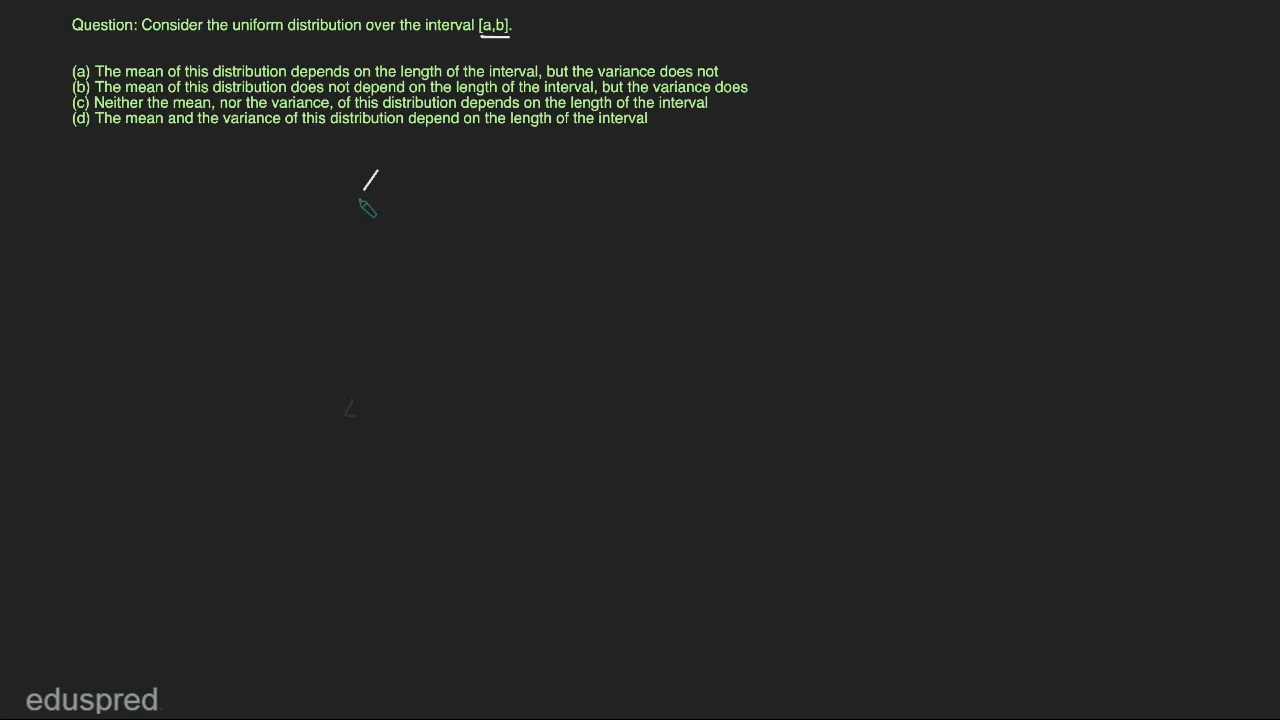 Question: Consider the uniform distribution over the interval [a,b].
(a) The mean of this distribution depends on the length of the interval, but the variance does not
(b) The mean of this distribution does not depend on the length of the interval, but the variance does
(c) Neither the mean, nor the variance, of this distribution depends on the length of the interval
(d) The mean and the variance of this distribution depend on the length of the interval
eduspred